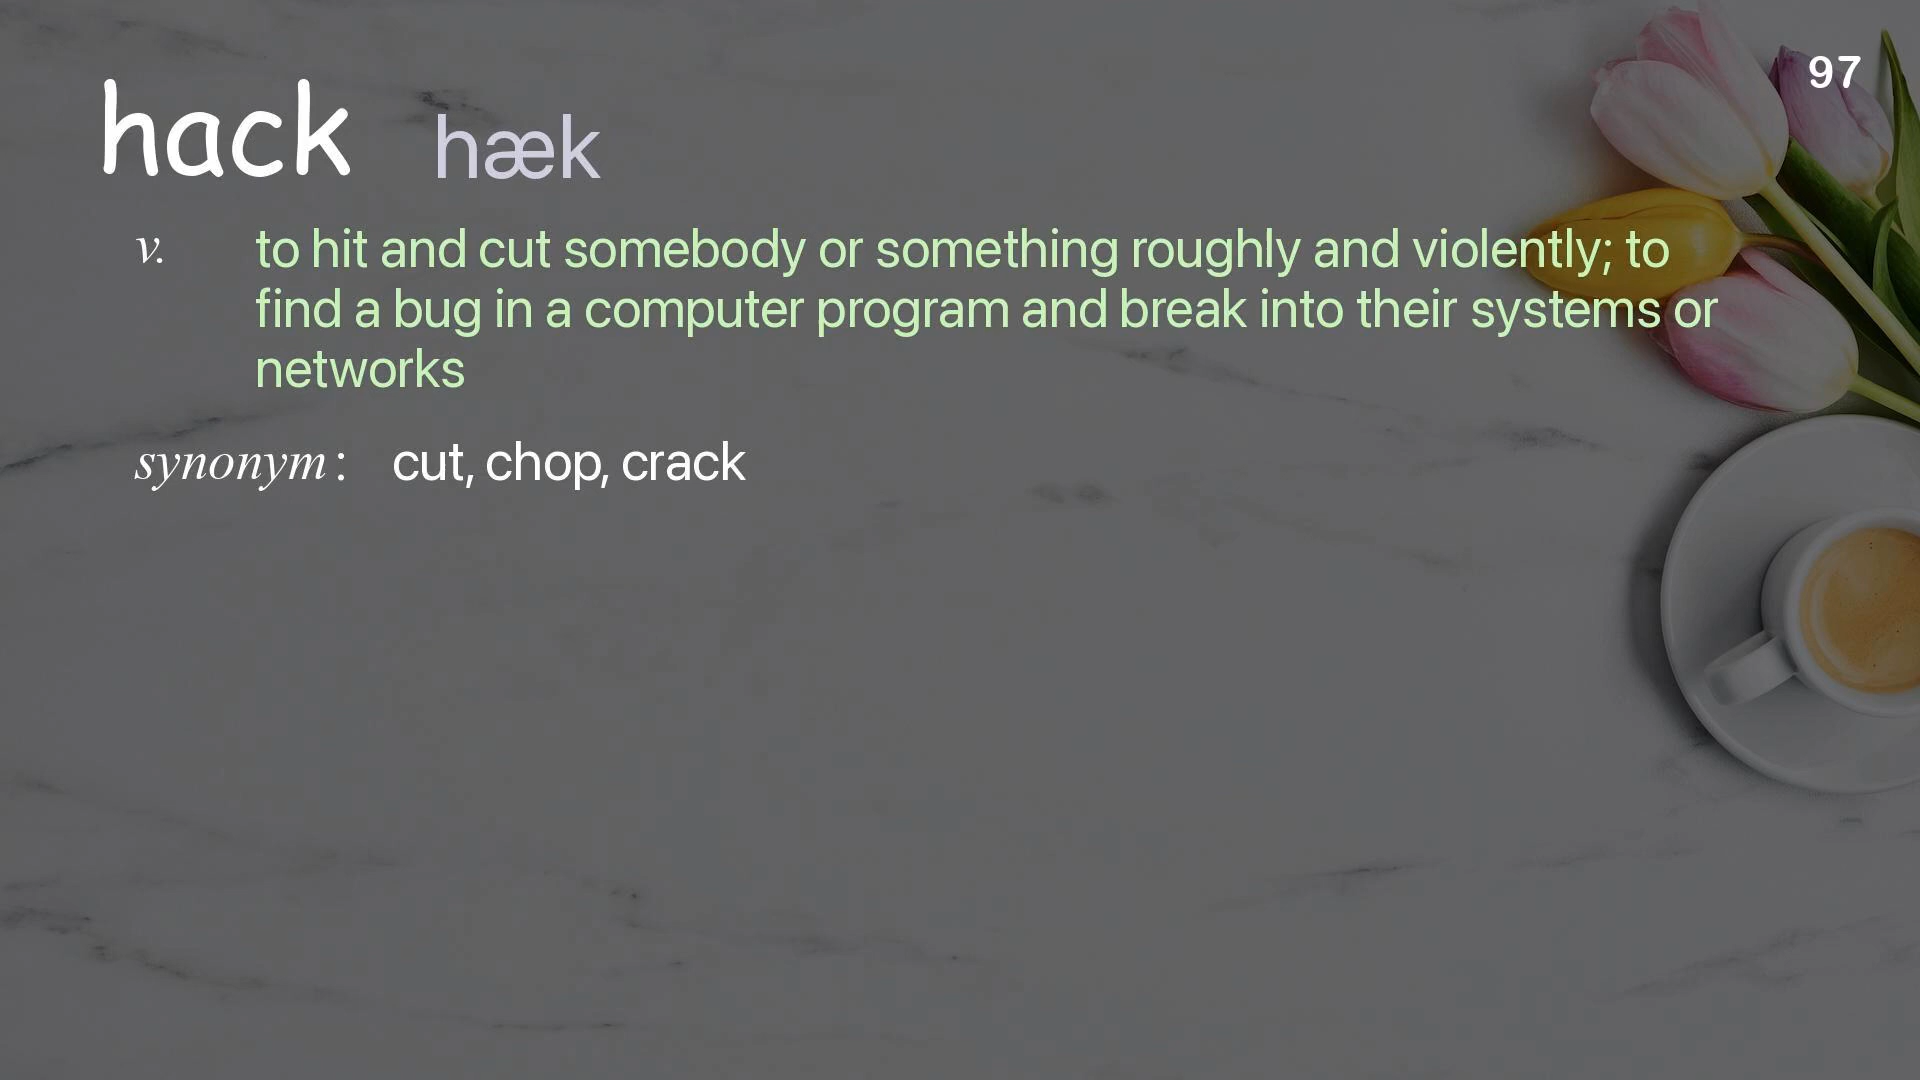 97
hack hæk
v. to hit and cut somebody or something roughly and violently; to
find a bug in a computer program and break into their systems or
networks
synonym: cut, chop, crack